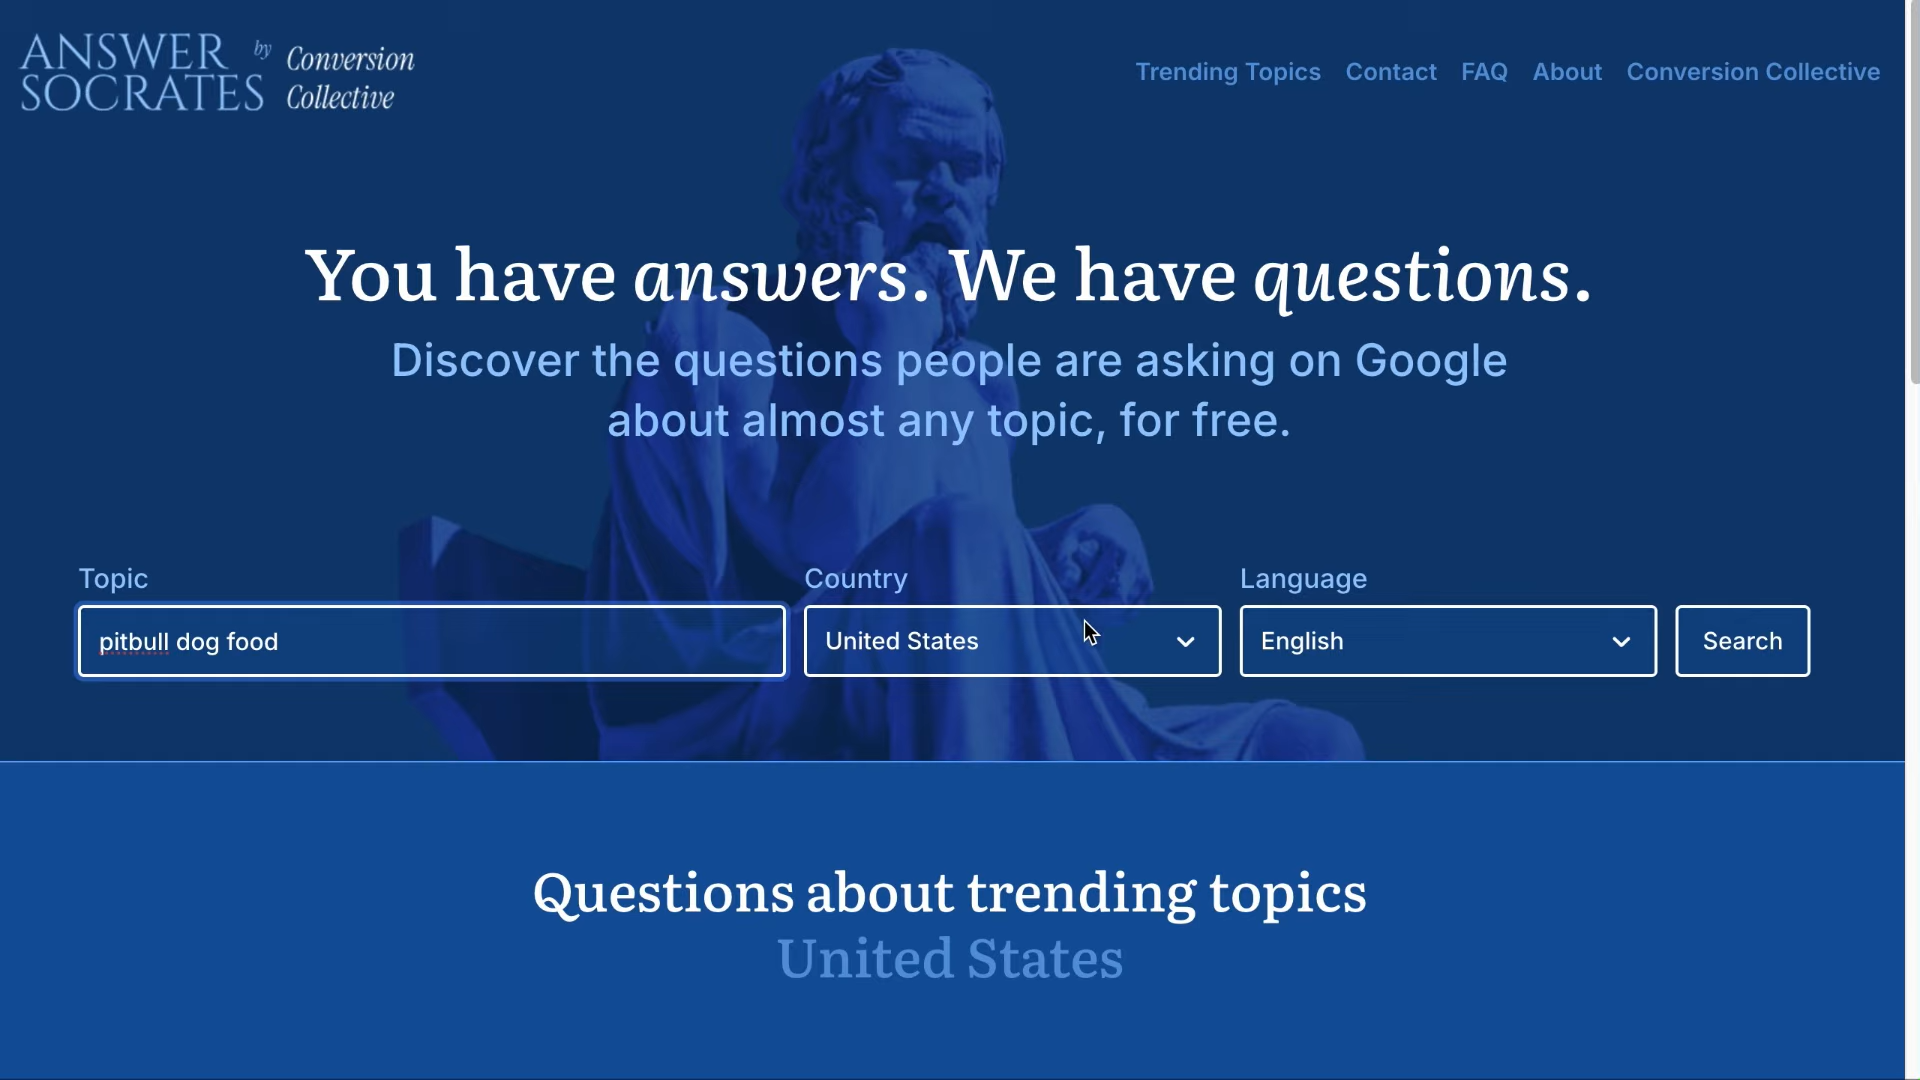 ANSWER by Conversion
SOCRATES Collective
Trending Topics Contact FAQ About Conversion Collective
You have answers. We have questions.
Discover the questions people are asking on Google
about almost any topic, for free.
Topic Country Language
pitbull dog food United States English Search
Questions about trending topics
United States